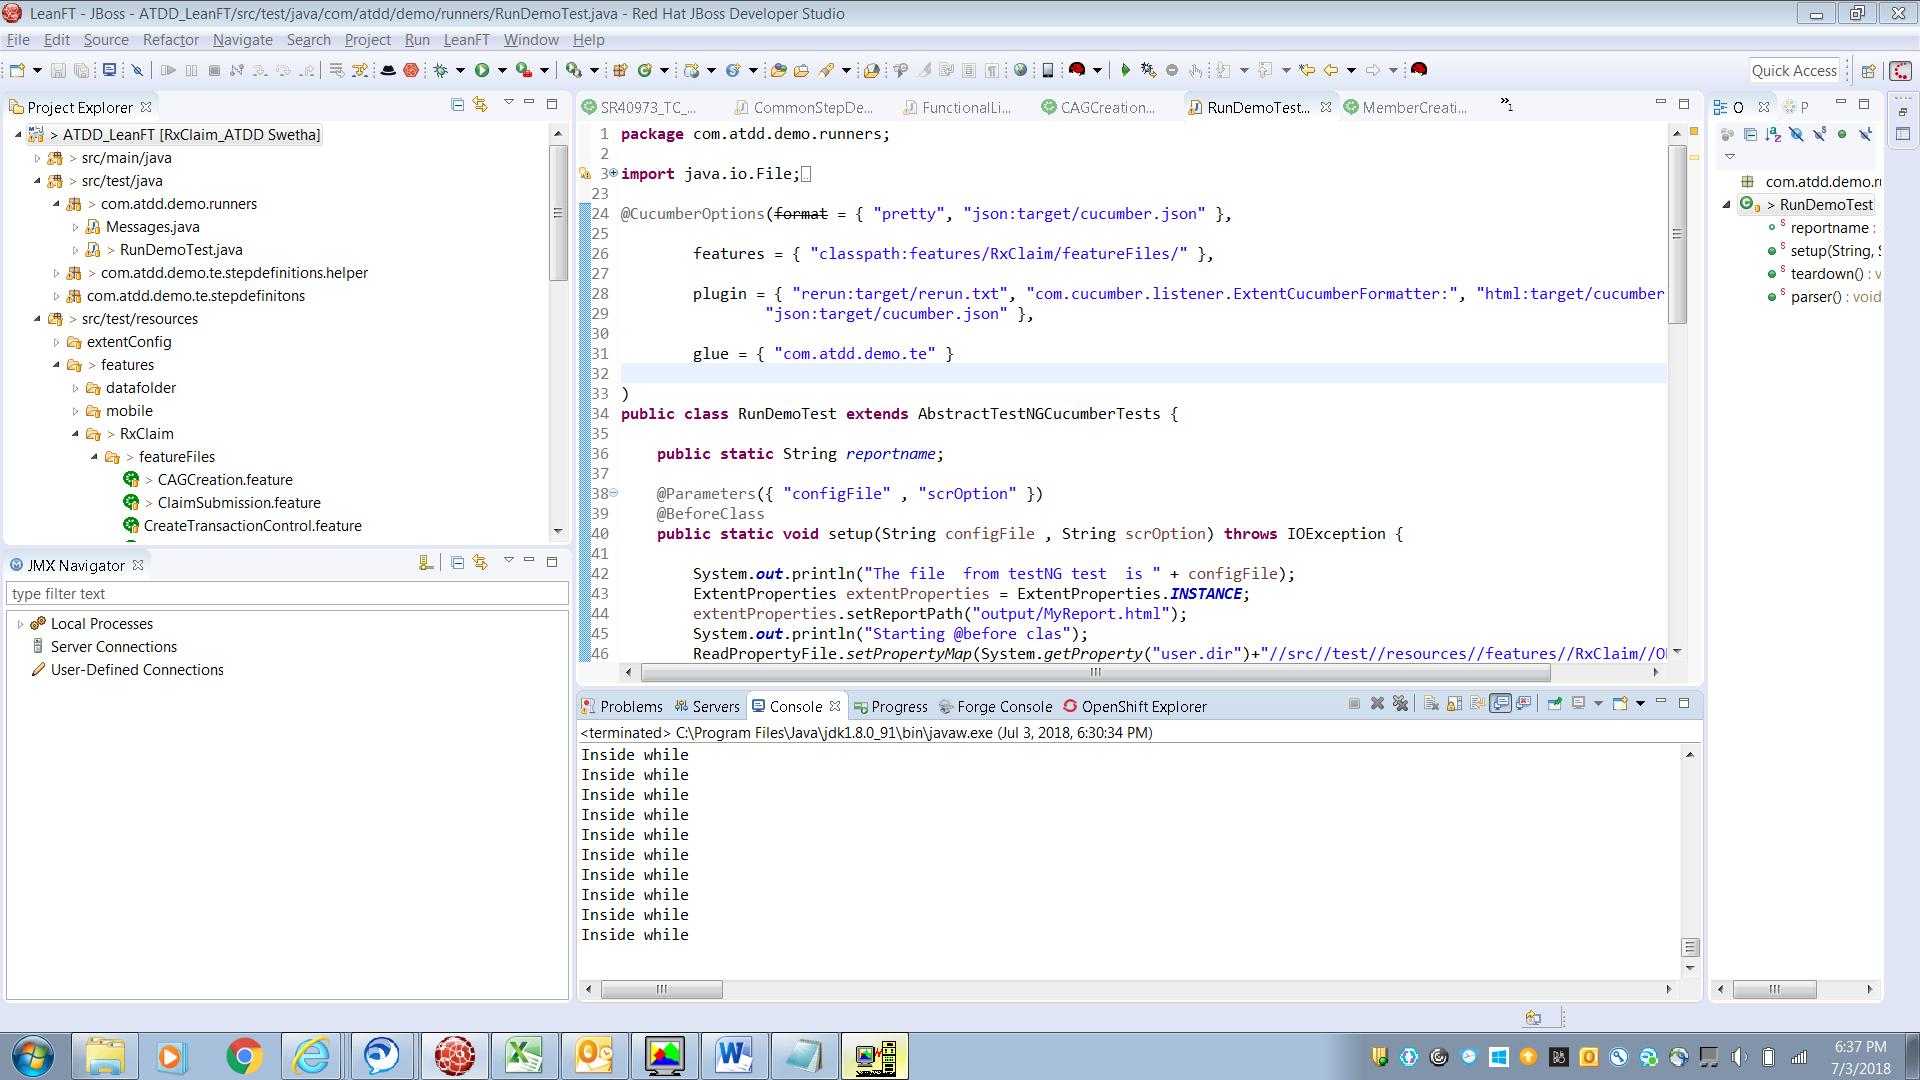 LeanFT - JBoss - ATDD_LeanFT/src/test/java/com/atdd/demo/runners/RunDemoTest.java - Red Hat JBoss Developer Studio
File Edit Source Refactor Navigate Search Project Run LeanFT Window Help
Quick Access
Project Explorer
> ATDD_LeanFT [RxClaim_ATDD Swetha]
> src/main/java
> src/test/java
> com.atdd.demo.runners
Messages.java
> RunDemoTest.java
> com.atdd.demo.te.stepdefinitions.helper
com.atdd.demo.te.stepdefinitons
> src/test/resources
extentConfig
> features
datafolder
mobile
> RxClaim
> featureFiles
> CAGCreation.feature
> ClaimSubmission.feature
CreateTransactionControl.feature
JMX Navigator
type filter text
Local Processes
Server Connections
User-Defined Connections
SR40973_TC_... CommonStepDe... FunctionalLi... CAGCreation... RunDemoTest... MemberCreati... »1
1 package com.atdd.demo.runners;
2
3 import java.io.File;
23
24 @CucumberOptions(format = { "pretty", "json:target/cucumber.json" },
25
26 features = { "classpath:features/RxClaim/featureFiles/" },
27
28 plugin = { "rerun:target/rerun.txt", "com.cucumber.listener.ExtentCucumberFormatter:", "html:target/cucumber
29 "json:target/cucumber.json" },
30
31 glue = { "com.atdd.demo.te" }
32
33 )
34 public class RunDemoTest extends AbstractTestNGCucumberTests {
35
36 public static String reportname;
37
38 @Parameters({ "configFile" , "scrOption" })
39 @BeforeClass
40 public static void setup(String configFile , String scrOption) throws IOException {
41
42 System.out.println("The file  from testNG test  is " + configFile);
43 ExtentProperties extentProperties = ExtentProperties.INSTANCE;
44 extentProperties.setReportPath("output/MyReport.html");
45 System.out.println("Starting @before clas");
46 ReadPropertyFile.setPropertyMap(System.getProperty("user.dir")+"//src//test//resources//features//RxClaim//O
O P
com.atdd.demo.ru
> RunDemoTest
reportname :
setup(String, S
teardown() : v
parser() : void
Problems Servers Console Progress Forge Console OpenShift Explorer
<terminated> C:\Program Files\Java\jdk1.8.0_91\bin\javaw.exe (Jul 3, 2018, 6:30:34 PM)
Inside while
Inside while
Inside while
Inside while
Inside while
Inside while
Inside while
Inside while
Inside while
Inside while
6:37 PM
7/3/2018